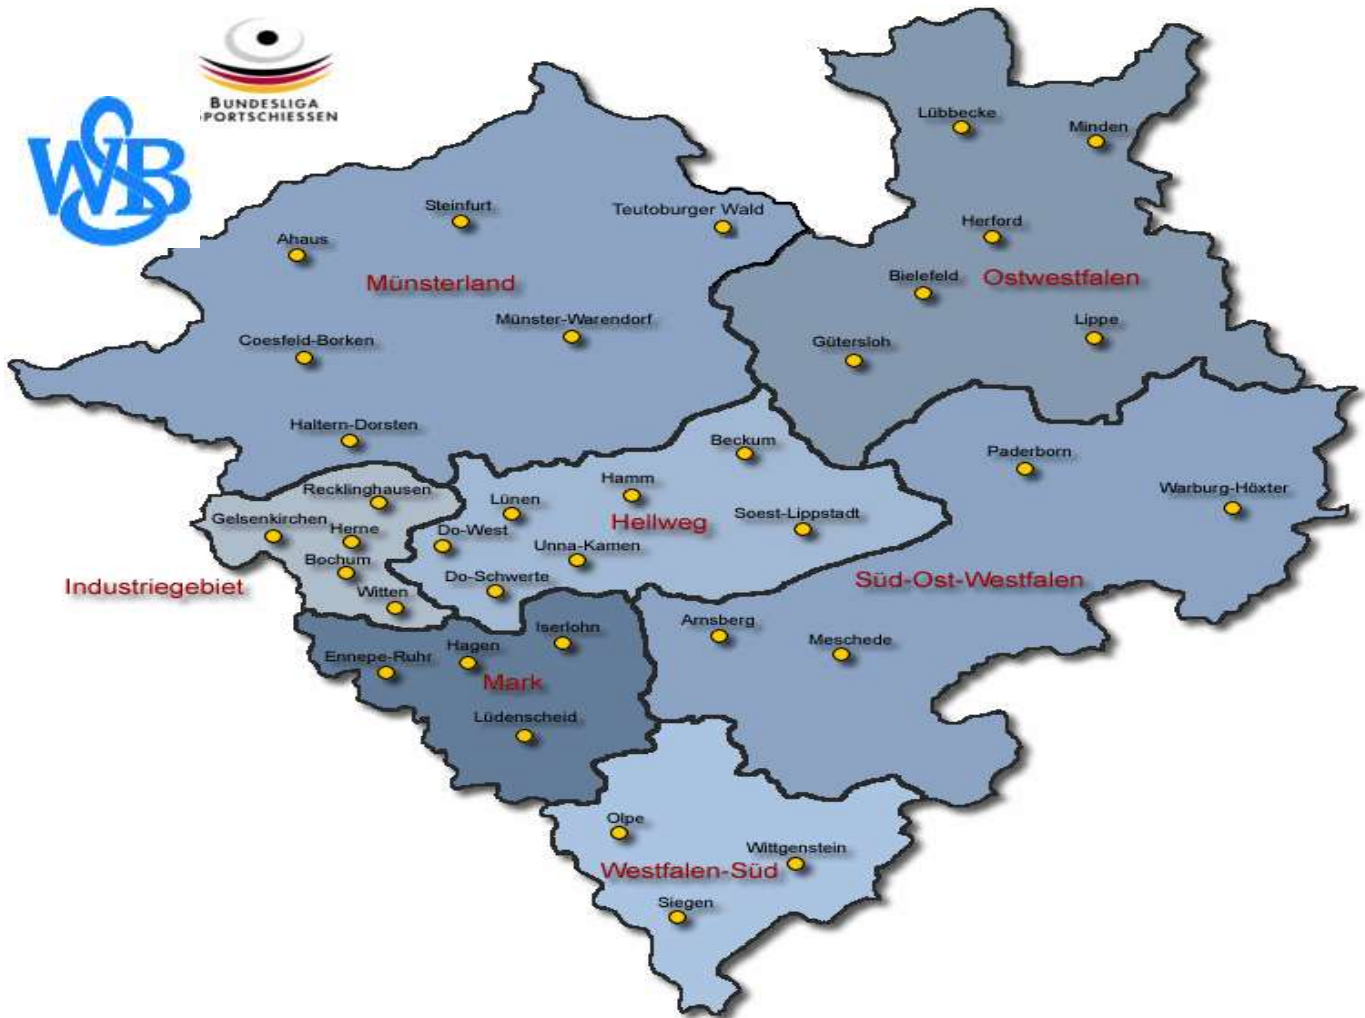 BUNDESLIGA
SPORTSCHIESSEN
WSB
Lübbecke
Minden
Steinfurt
Teutoburger Wald
Ahaus
Herford
Münsterland
Bielefeld
Ostwestfalen
Münster-Warendorf
Lippe
Coesfeld-Borken
Gütersloh
Haltern-Dorsten
Beckum
Paderborn
Recklinghausen
Hamm
Warburg-Höxter
Lünen
Gelsenkirchen
Herne
Do-West
Hellweg
Soest-Lippstadt
Unna-Kamen
Bochum
Industriegebiet
Do-Schwerte
Süd-Ost-Westfalen
Witten
Arnsberg
Iserlohn
Meschede
Hagen
Ennepe-Ruhr
Mark
Lüdenscheid
Olpe
Wittgenstein
Westfalen-Süd
Siegen